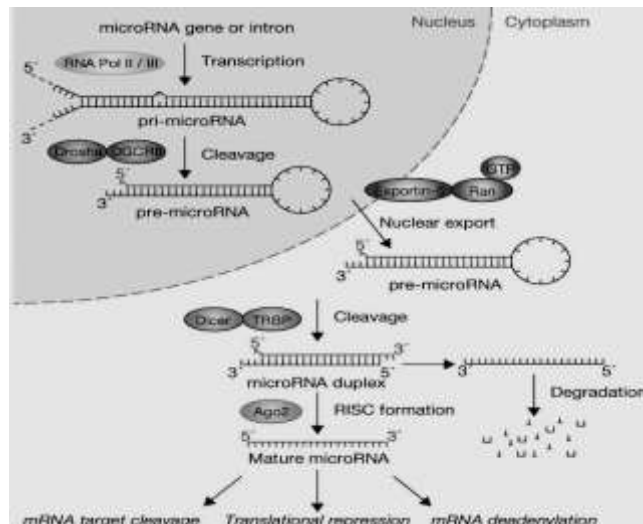 Nucleus
Cytoplasm
microRNA gene or intron
5´
RNA Pol II / III
Transcription
3´
pri-microRNA
Drosha
DGCR8
Cleavage
5´
3´
pre-microRNA
GTP
Ran
Nuclear export
5´
3´
pre-microRNA
Dicer
TRBP
Cleavage
5´
3´
3´
5´
microRNA duplex
3´
5´
Degradation
Ago2
RISC formation
5´
3´
Mature microRNA
mRNA target cleavage
Translational repression
mRNA deadenylation